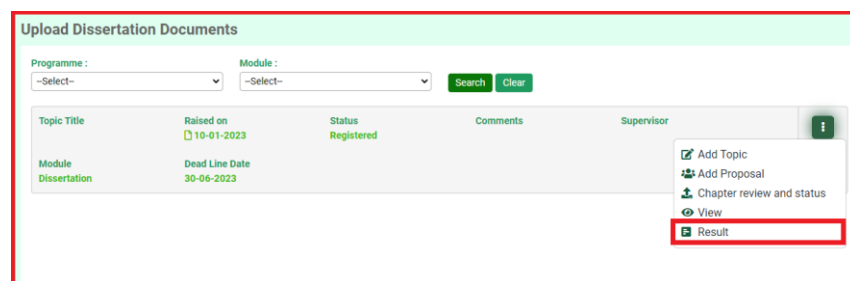 Upload Dissertation Documents
Programme : Module :
--Select-- --Select-- Search Clear
Topic Title Raised on Status Comments Supervisor
10-01-2023 Registered
Module Dead Line Date
Dissertation 30-06-2023
Add Topic
Add Proposal
Chapter review and status
View
Result